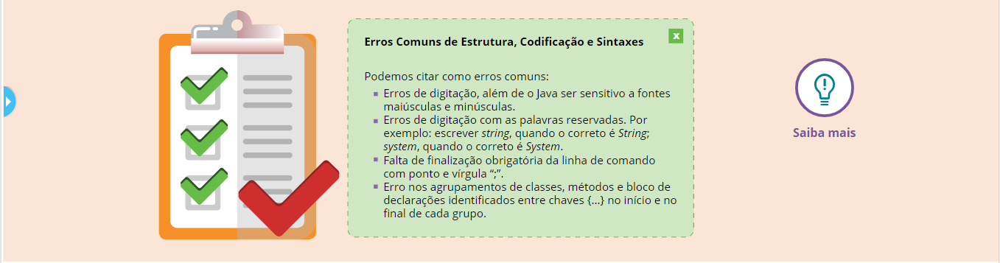 Erros Comuns de Estrutura, Codificação e Sintaxes
x
Podemos citar como erros comuns:
Erros de digitação, além de o Java ser sensitivo a fontes
maiúsculas e minúsculas.
Erros de digitação com as palavras reservadas. Por
exemplo: escrever string, quando o correto é String;
system, quando o correto é System.
Falta de finalização obrigatória da linha de comando
com ponto e vírgula “;”.
Erro nos agrupamentos de classes, métodos e bloco de
declarações identificados entre chaves {...} no início e no
final de cada grupo.
Saiba mais